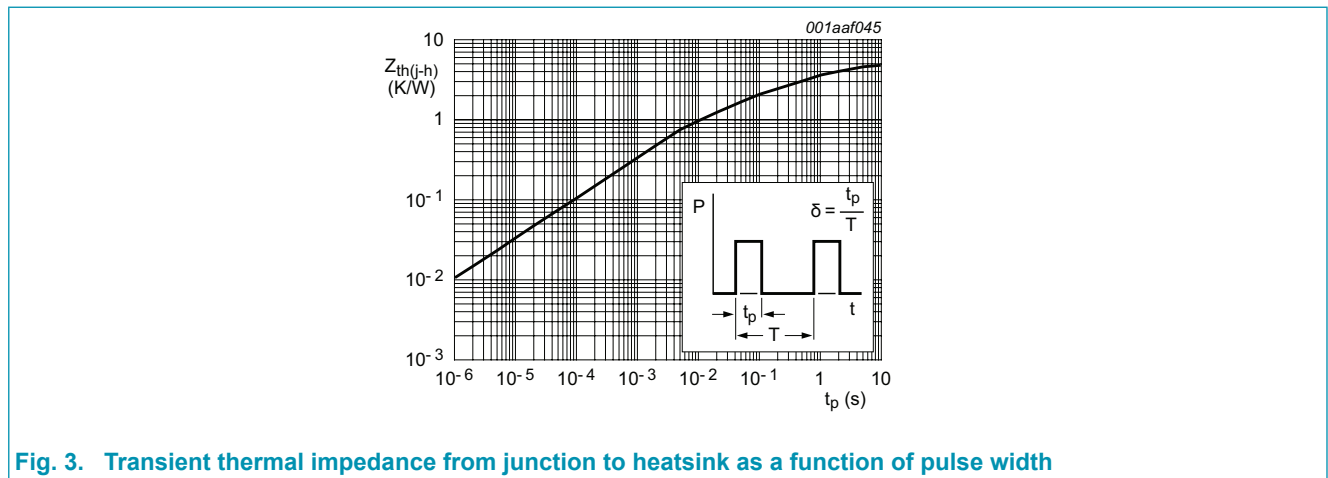 001aaf045
10
Zth(j-h)
(K/W)
1
10-1
10-2
10-3
P
δ = tp
T
tp
t
T
10-6 10-5 10-4 10-3 10-2 10-1 1 10
tp (s)
Fig. 3. Transient thermal impedance from junction to heatsink as a function of pulse width